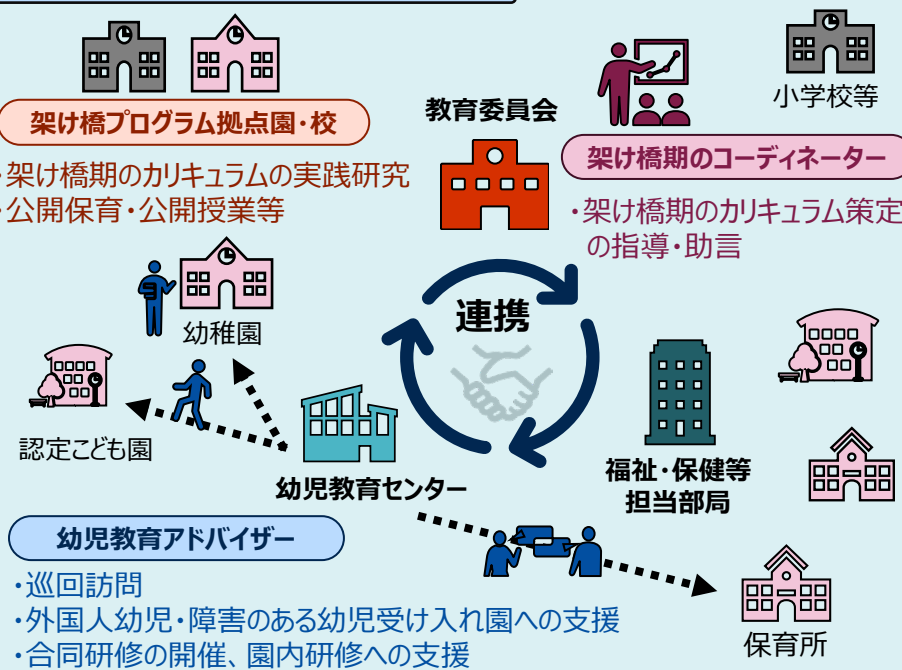 架け橋プログラム拠点園・校
・架け橋期のカリキュラムの実践研究
・公開保育・公開授業等
教育委員会
小学校等
架け橋期のコーディネーター
・架け橋期のカリキュラム策定
の指導・助言
幼稚園
認定こども園
連携
幼児教育センター
福祉・保健等
担当部局
幼児教育アドバイザー
・巡回訪問
・外国人幼児・障害のある幼児受け入れ園への支援
・合同研修の開催、園内研修への支援
保育所